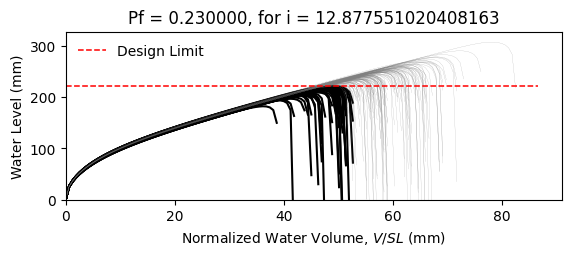 Pf = 0.230000, for i = 12.877551020408163
Design Limit
Water Level (mm)
300
200
100
0
0 20 40 60 80
Normalized Water Volume, V/SL (mm)